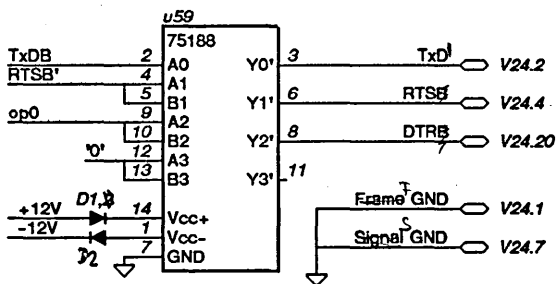 u59
75188
TxDB 2 A0 Y0' 3 TxD' V24.2
RTSB' 4 A1 Y1' 6 RTSB V24.4
5 B1
op0 9 A2 Y2' 8 DTRB V24.20
10 B2
'0' 12 A3 Y3' 11
13 B3
+12V D1, 14 Vcc+ Frame GND V24.1
-12V D2 1 Vcc- Signal GND V24.7
7 GND